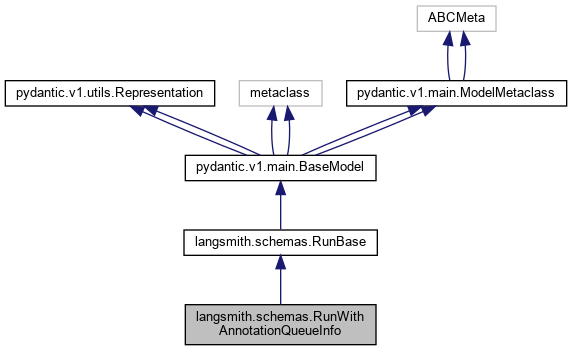 ABCMeta
pydantic.v1.utils.Representation
metaclass
pydantic.v1.main.ModelMetaclass
pydantic.v1.main.BaseModel
langsmith.schemas.RunBase
langsmith.schemas.RunWith
AnnotationQueueInfo